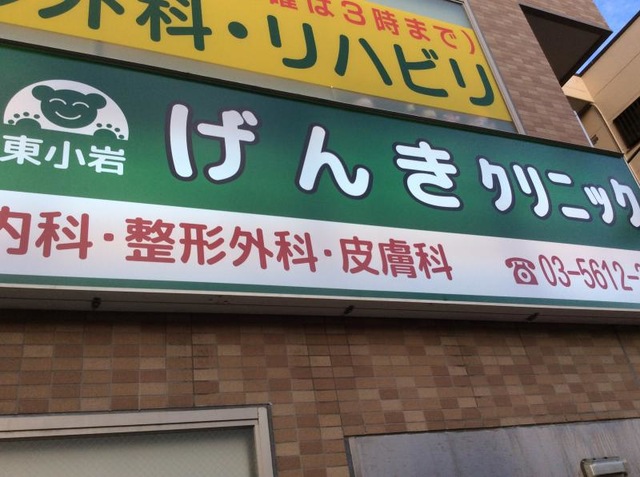 曜は3時まで)
外科・リハビリ
東小岩
げんきクリニック
内科・整形外科・皮膚科
☎03-5612-